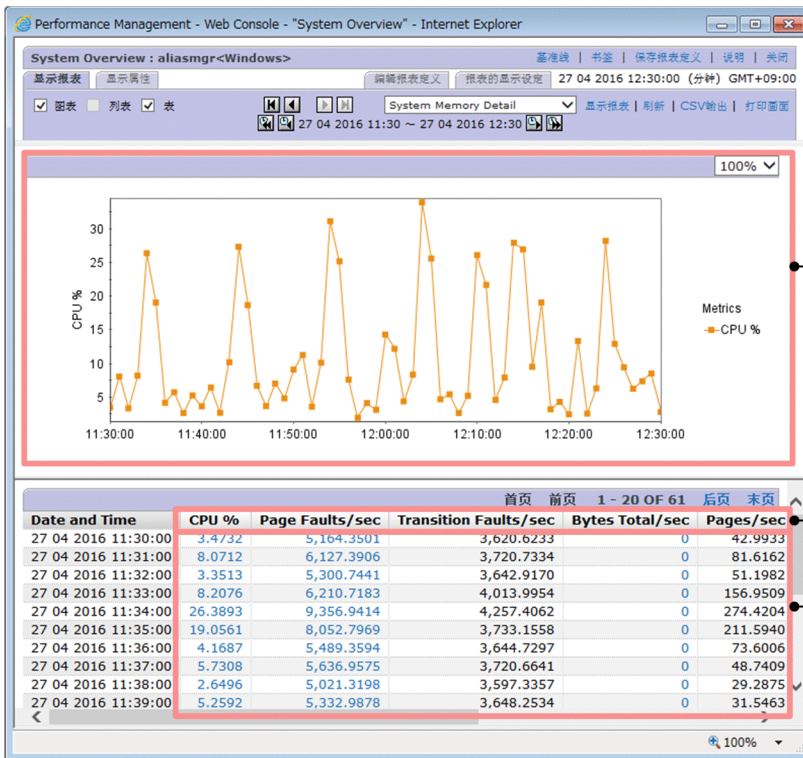 Performance Management - Web Console - "System Overview" - Internet Explorer
System Overview : aliasmgr<Windows>
基准线 | 书签 | 保存报表定义 | 说明 | 关闭
显示报表 显示属性 编辑报表定义 报表的显示设定 27 04 2016 12:30:00 (分钟) GMT+09:00
图表 列表 表 System Memory Detail 显示报表 | 刷新 | CSV输出 | 打印画面
27 04 2016 11:30 ~ 27 04 2016 12:30
100%
30
25
20
15
10
5
CPU %
Metrics
CPU %
11:30:00 11:40:00 11:50:00 12:00:00 12:10:00 12:20:00 12:30:00
首页 前页 1 - 20 OF 61 后页 末页
Date and Time CPU % Page Faults/sec Transition Faults/sec Bytes Total/sec Pages/sec
27 04 2016 11:30:00 3.4732 5,164.3501 3,620.6233 0 42.9933
27 04 2016 11:31:00 8.0712 6,127.3906 3,720.7334 0 81.6162
27 04 2016 11:32:00 3.3513 5,300.7441 3,642.9170 0 51.1982
27 04 2016 11:33:00 8.2076 6,210.7183 4,013.9954 0 156.9509
27 04 2016 11:34:00 26.3893 9,356.9414 4,257.4062 0 274.4204
27 04 2016 11:35:00 19.0561 8,052.7969 3,733.1558 0 211.5940
27 04 2016 11:36:00 4.1687 5,489.3594 3,644.7297 0 73.6006
27 04 2016 11:37:00 5.7308 5,636.9575 3,720.6641 0 48.7409
27 04 2016 11:38:00 2.6496 5,021.3198 3,597.3357 0 29.2875
27 04 2016 11:39:00 5.2592 5,332.9878 3,648.2534 0 31.5463
100%